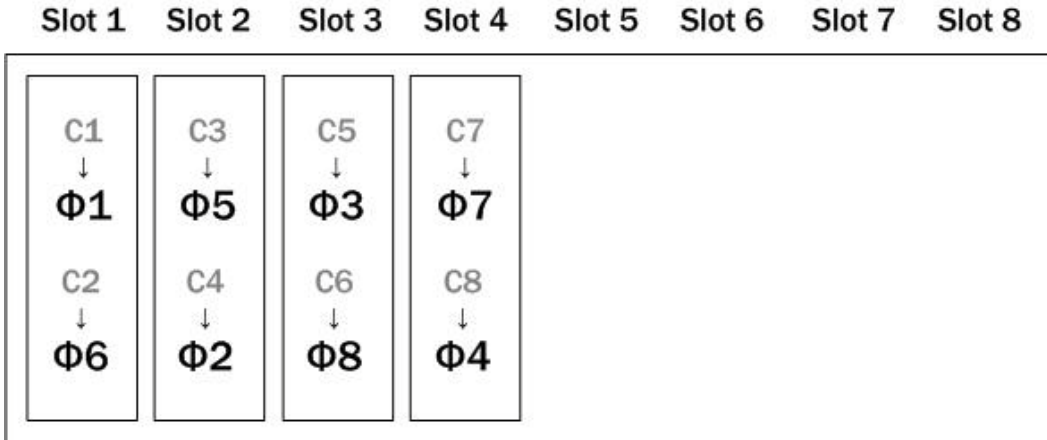 Slot 1 Slot 2 Slot 3 Slot 4 Slot 5 Slot 6 Slot 7 Slot 8
C1 C3 C5 C7
↓ ↓ ↓ ↓
Φ1 Φ5 Φ3 Φ7
C2 C4 C6 C8
↓ ↓ ↓ ↓
Φ6 Φ2 Φ8 Φ4